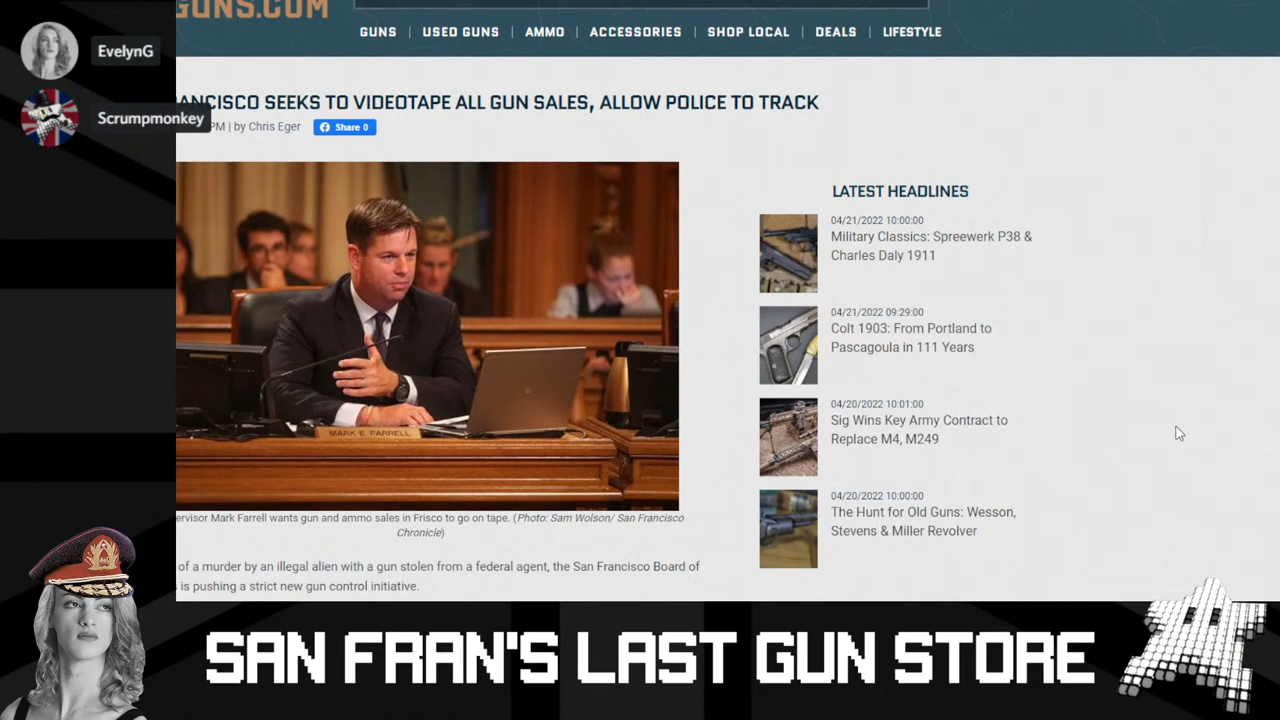 GUNS.COM
GUNS | USED GUNS | AMMO | ACCESSORIES | SHOP LOCAL | DEALS | LIFESTYLE
EvelynG
Scrumpmonkey
ANCISCO SEEKS TO VIDEOTAPE ALL GUN SALES, ALLOW POLICE TO TRACK
PM | by Chris Eger
Share 0
LATEST HEADLINES
04/21/2022 10:00:00
Military Classics: Spreewerk P38 &
Charles Daly 1911
04/21/2022 09:29:00
Colt 1903: From Portland to
Pascagoula in 111 Years
04/20/2022 10:01:00
Sig Wins Key Army Contract to
Replace M4, M249
04/20/2022 10:00:00
The Hunt for Old Guns: Wesson,
Stevens & Miller Revolver
MARK E. FARRELL
ervisor Mark Farrell wants gun and ammo sales in Frisco to go on tape. (Photo: Sam Wolson/ San Francisco
Chronicle)
of a murder by an illegal alien with a gun stolen from a federal agent, the San Francisco Board of
is pushing a strict new gun control initiative.
SAN FRAN'S LAST GUN STORE